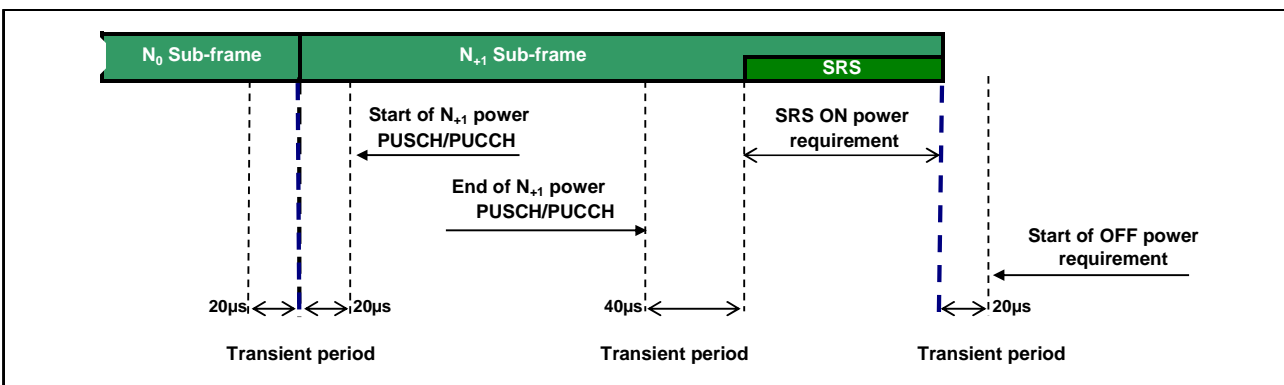 N0 Sub-frame
N+1 Sub-frame
SRS
Start of N+1 power
PUSCH/PUCCH
SRS ON power
requirement
End of N+1 power
PUSCH/PUCCH
Start of OFF power
requirement
20µs
20µs
40µs
20µs
Transient period
Transient period
Transient period